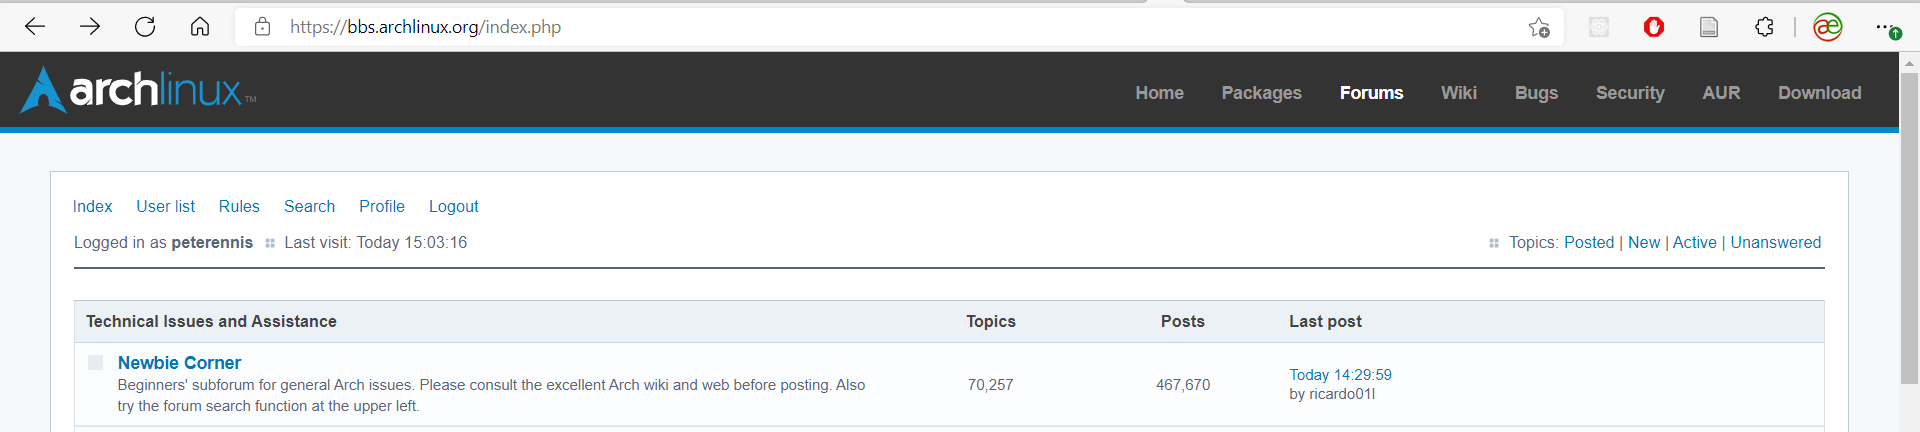 https://bbs.archlinux.org/index.php
ae
archlinux™
Home Packages Forums Wiki Bugs Security AUR Download
Index User list Rules Search Profile Logout
Logged in as peterennis Last visit: Today 15:03:16 Topics: Posted | New | Active | Unanswered
Technical Issues and Assistance Topics Posts Last post
Newbie Corner
Beginners' subforum for general Arch issues. Please consult the excellent Arch wiki and web before posting. Also
try the forum search function at the upper left.
70,257 467,670
Today 14:29:59
by ricardo01l